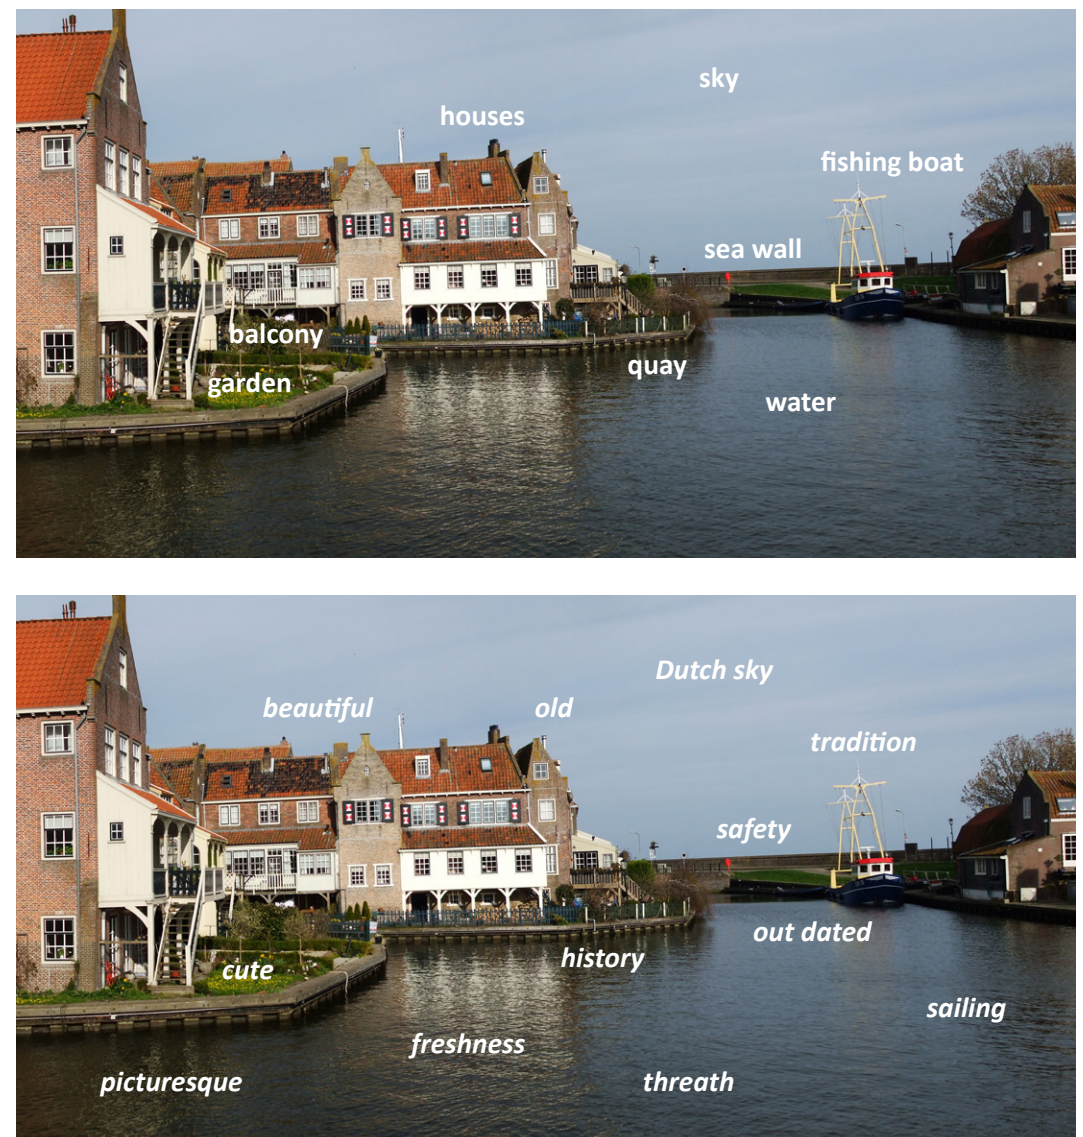 sky
houses
fishing boat
sea wall
balcony
quay
garden
water
Dutch sky
beautiful
old
tradition
safety
out dated
history
cute
sailing
freshness
picturesque
threath